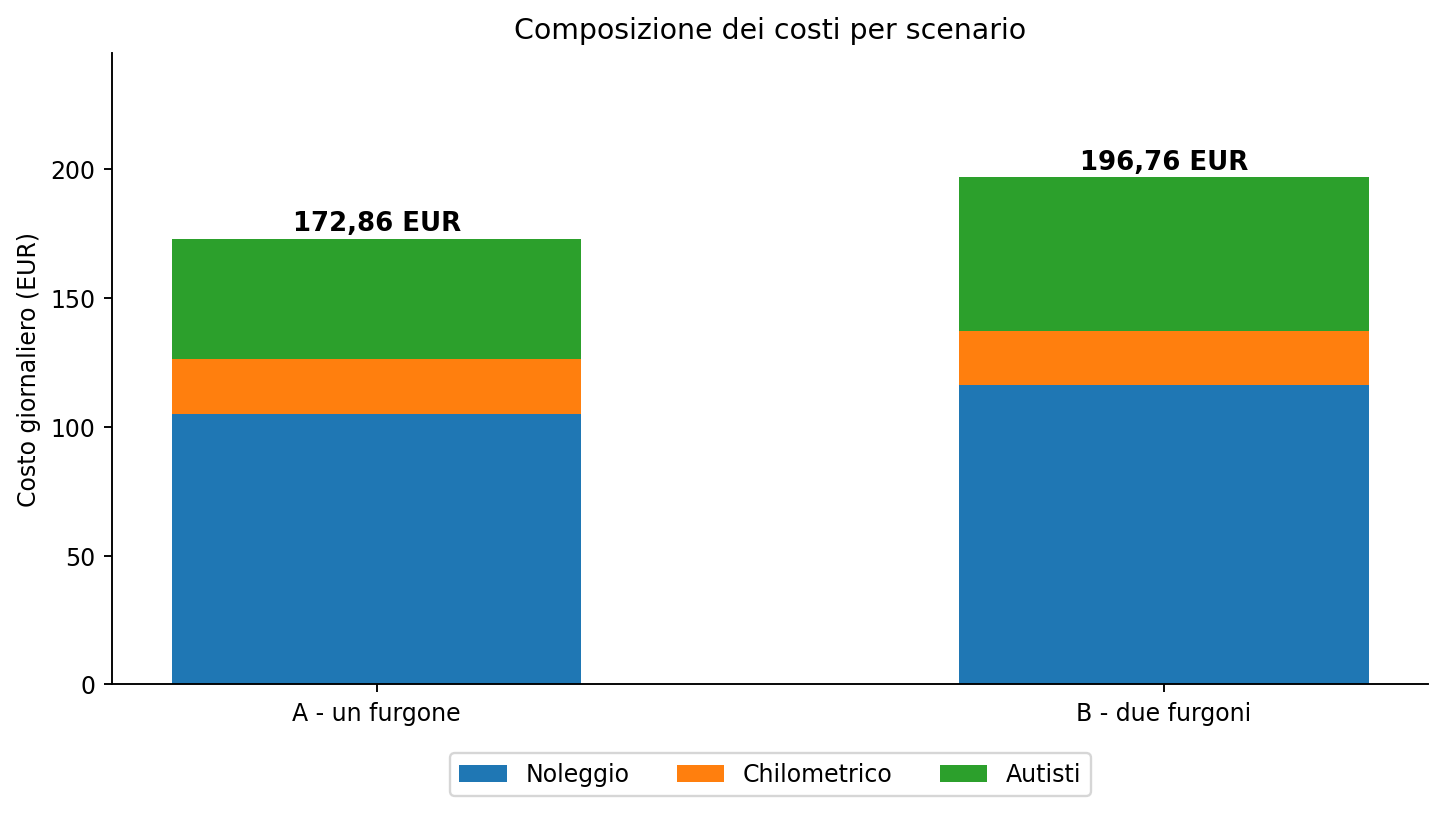 Composizione dei costi per scenario
Costo giornaliero (EUR)
200
150
100
50
0
172,86 EUR
196,76 EUR
A - un furgone
B - due furgoni
Noleggio
Chilometrico
Autisti